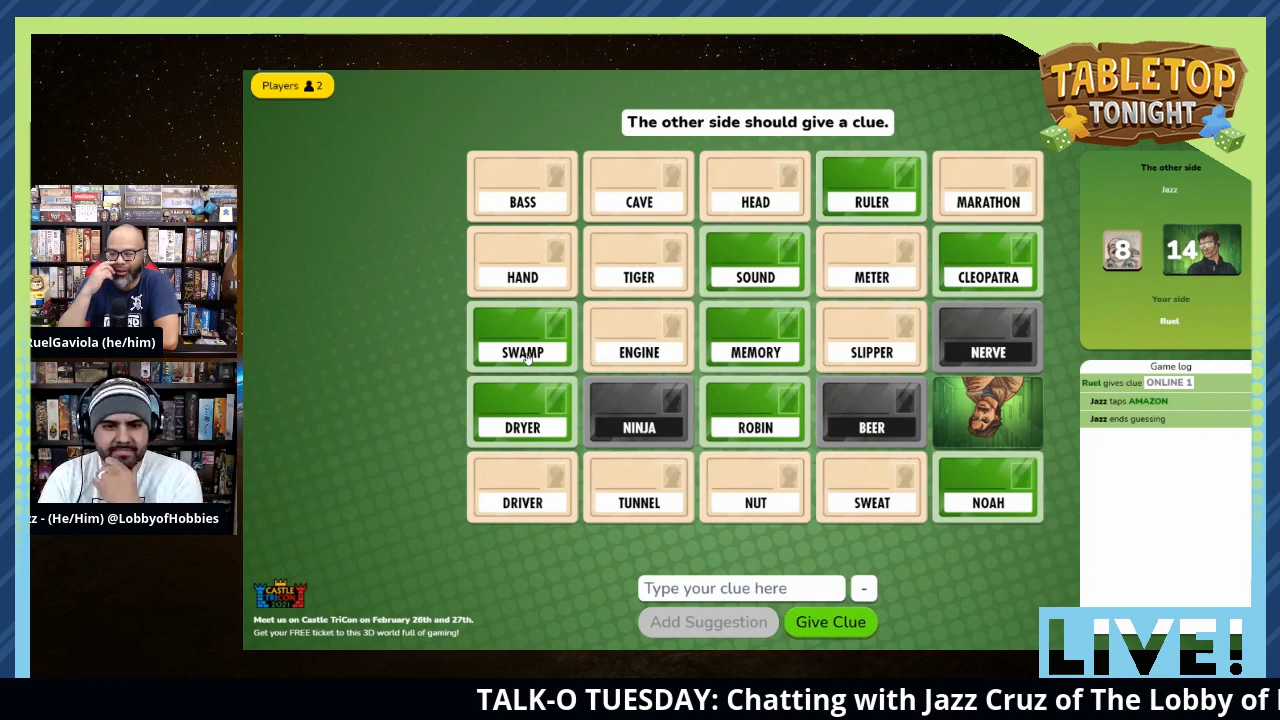 TABLETOP
TONIGHT
Players 2
The other side should give a clue.
BASS
CAVE
HEAD
RULER
MARATHON
HAND
TIGER
SOUND
METER
CLEOPATRA
SWAMP
ENGINE
MEMORY
SLIPPER
NERVE
DRYER
NINJA
ROBIN
BEER
DRIVER
TUNNEL
NUT
SWEAT
NOAH
The other side
Jazz
8
14
Your side
Ruel
Game log
Ruel gives clue ONLINE 1
Jazz taps AMAZON
Jazz ends guessing
RuelGaviola (he/him)
zz - (He/Him) @LobbyofHobbies
CASTLE
TRICON
2021
Meet us on Castle TriCon on February 26th and 27th.
Get your FREE ticket to this 3D world full of gaming!
Type your clue here
-
Add Suggestion
Give Clue
LIVE!
TALK-O TUESDAY: Chatting with Jazz Cruz of The Lobby of